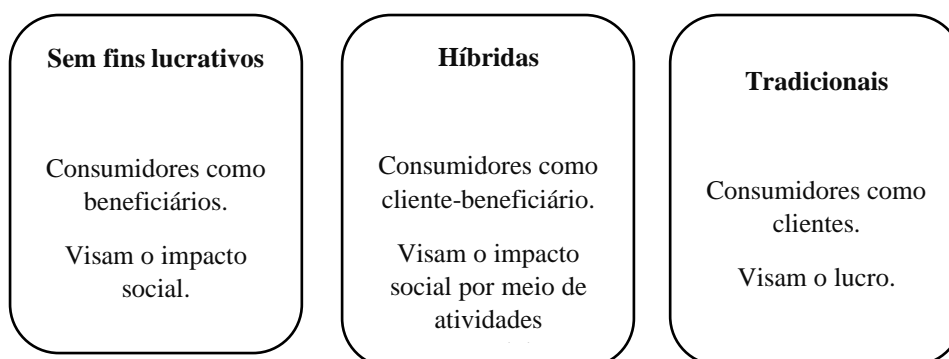 Sem fins lucrativos
Consumidores como
beneficiários.
Visam o impacto
social.
Híbridas
Consumidores como
cliente-beneficiário.
Visam o impacto
social por meio de
atividades
Tradicionais
Consumidores como
clientes.
Visam o lucro.